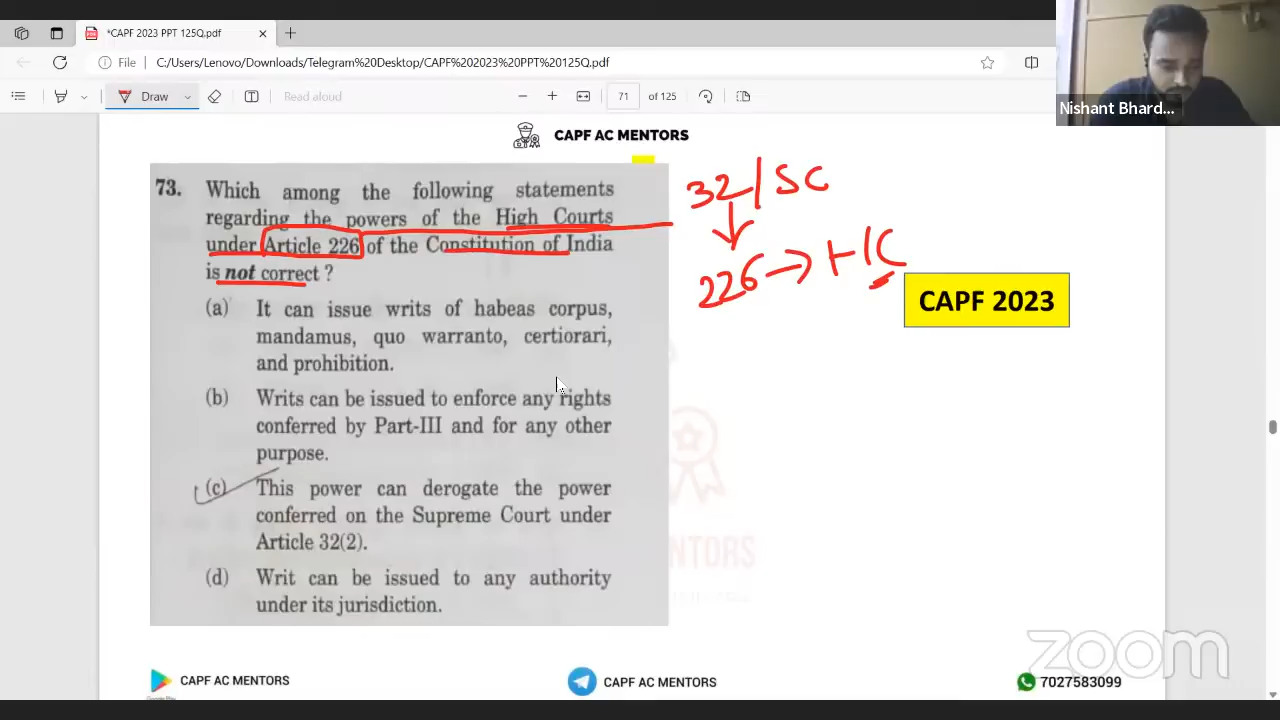 *CAPF 2023 PPT 125Q.pdf
File C:/Users/Lenovo/Downloads/Telegram%20Desktop/CAPF%202023%20PPT%20125Q.pdf
Draw Read aloud 71 of 125
Nishant Bhard...
CAPF AC MENTORS
73. Which among the following statements
regarding the powers of the High Courts
under Article 226 of the Constitution of India
is not correct ?
(a) It can issue writs of habeas corpus,
mandamus, quo warranto, certiorari,
and prohibition.
(b) Writs can be issued to enforce any rights
conferred by Part-III and for any other
purpose.
(c) This power can derogate the power
conferred on the Supreme Court under
Article 32(2).
(d) Writ can be issued to any authority
under its jurisdiction.
32/SC
226→HC
CAPF 2023
MENTORS
CAPF AC MENTORS
CAPF AC MENTORS
7027583099
zoom